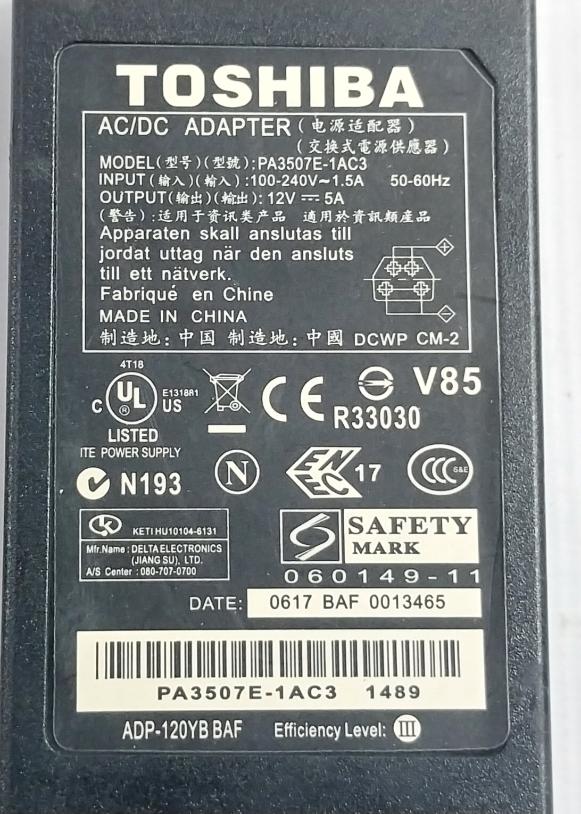 TOSHIBA
AC/DC ADAPTER (电源适配器)
(交換式電源供應器)
MODEL(型号)(型號):PA3507E-1AC3
INPUT(输入)(輸入):100-240V~1.5A 50-60Hz
OUTPUT(输出)(輸出):12V ⎓ 5A
(警告):适用于资讯类产品 適用於資訊類産品
Apparaten skall anslutas till
jordat uttag när den ansluts
till ett nätverk.
Fabriqué en Chine
MADE IN CHINA
制造地:中国 制造地:中國 DCWP CM-2
4T18
C UL US E131881
®
LISTED
ITE POWER SUPPLY
CE
V85
R33030
N193
N
ENEC 17
CCC S&E
K KETI HU10104-6131
Mfr.Name : DELTA ELECTRONICS
(JIANG SU), LTD.
A/S Center : 080-707-0700
SAFETY
MARK
060149-11
DATE: 0617 BAF 0013465
PA3507E-1AC3 1489
ADP-120YB BAF Efficiency Level: III